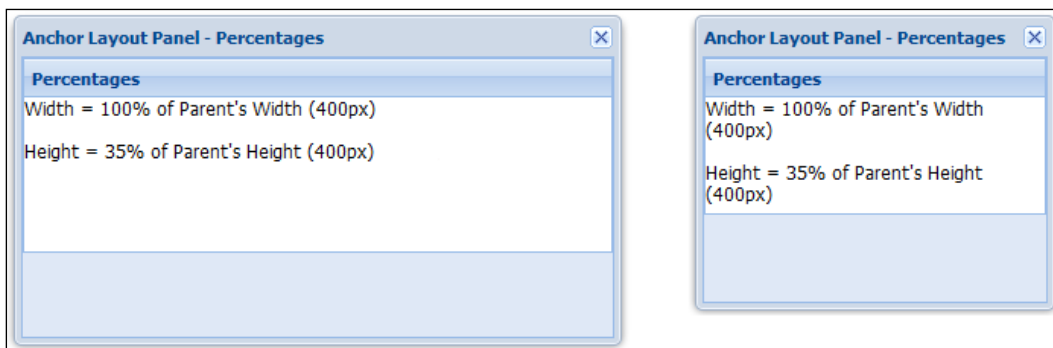 Anchor Layout Panel - Percentages
Percentages
Width = 100% of Parent's Width (400px)
Height = 35% of Parent's Height (400px)
Anchor Layout Panel - Percentages
Percentages
Width = 100% of Parent's Width
(400px)
Height = 35% of Parent's Height
(400px)